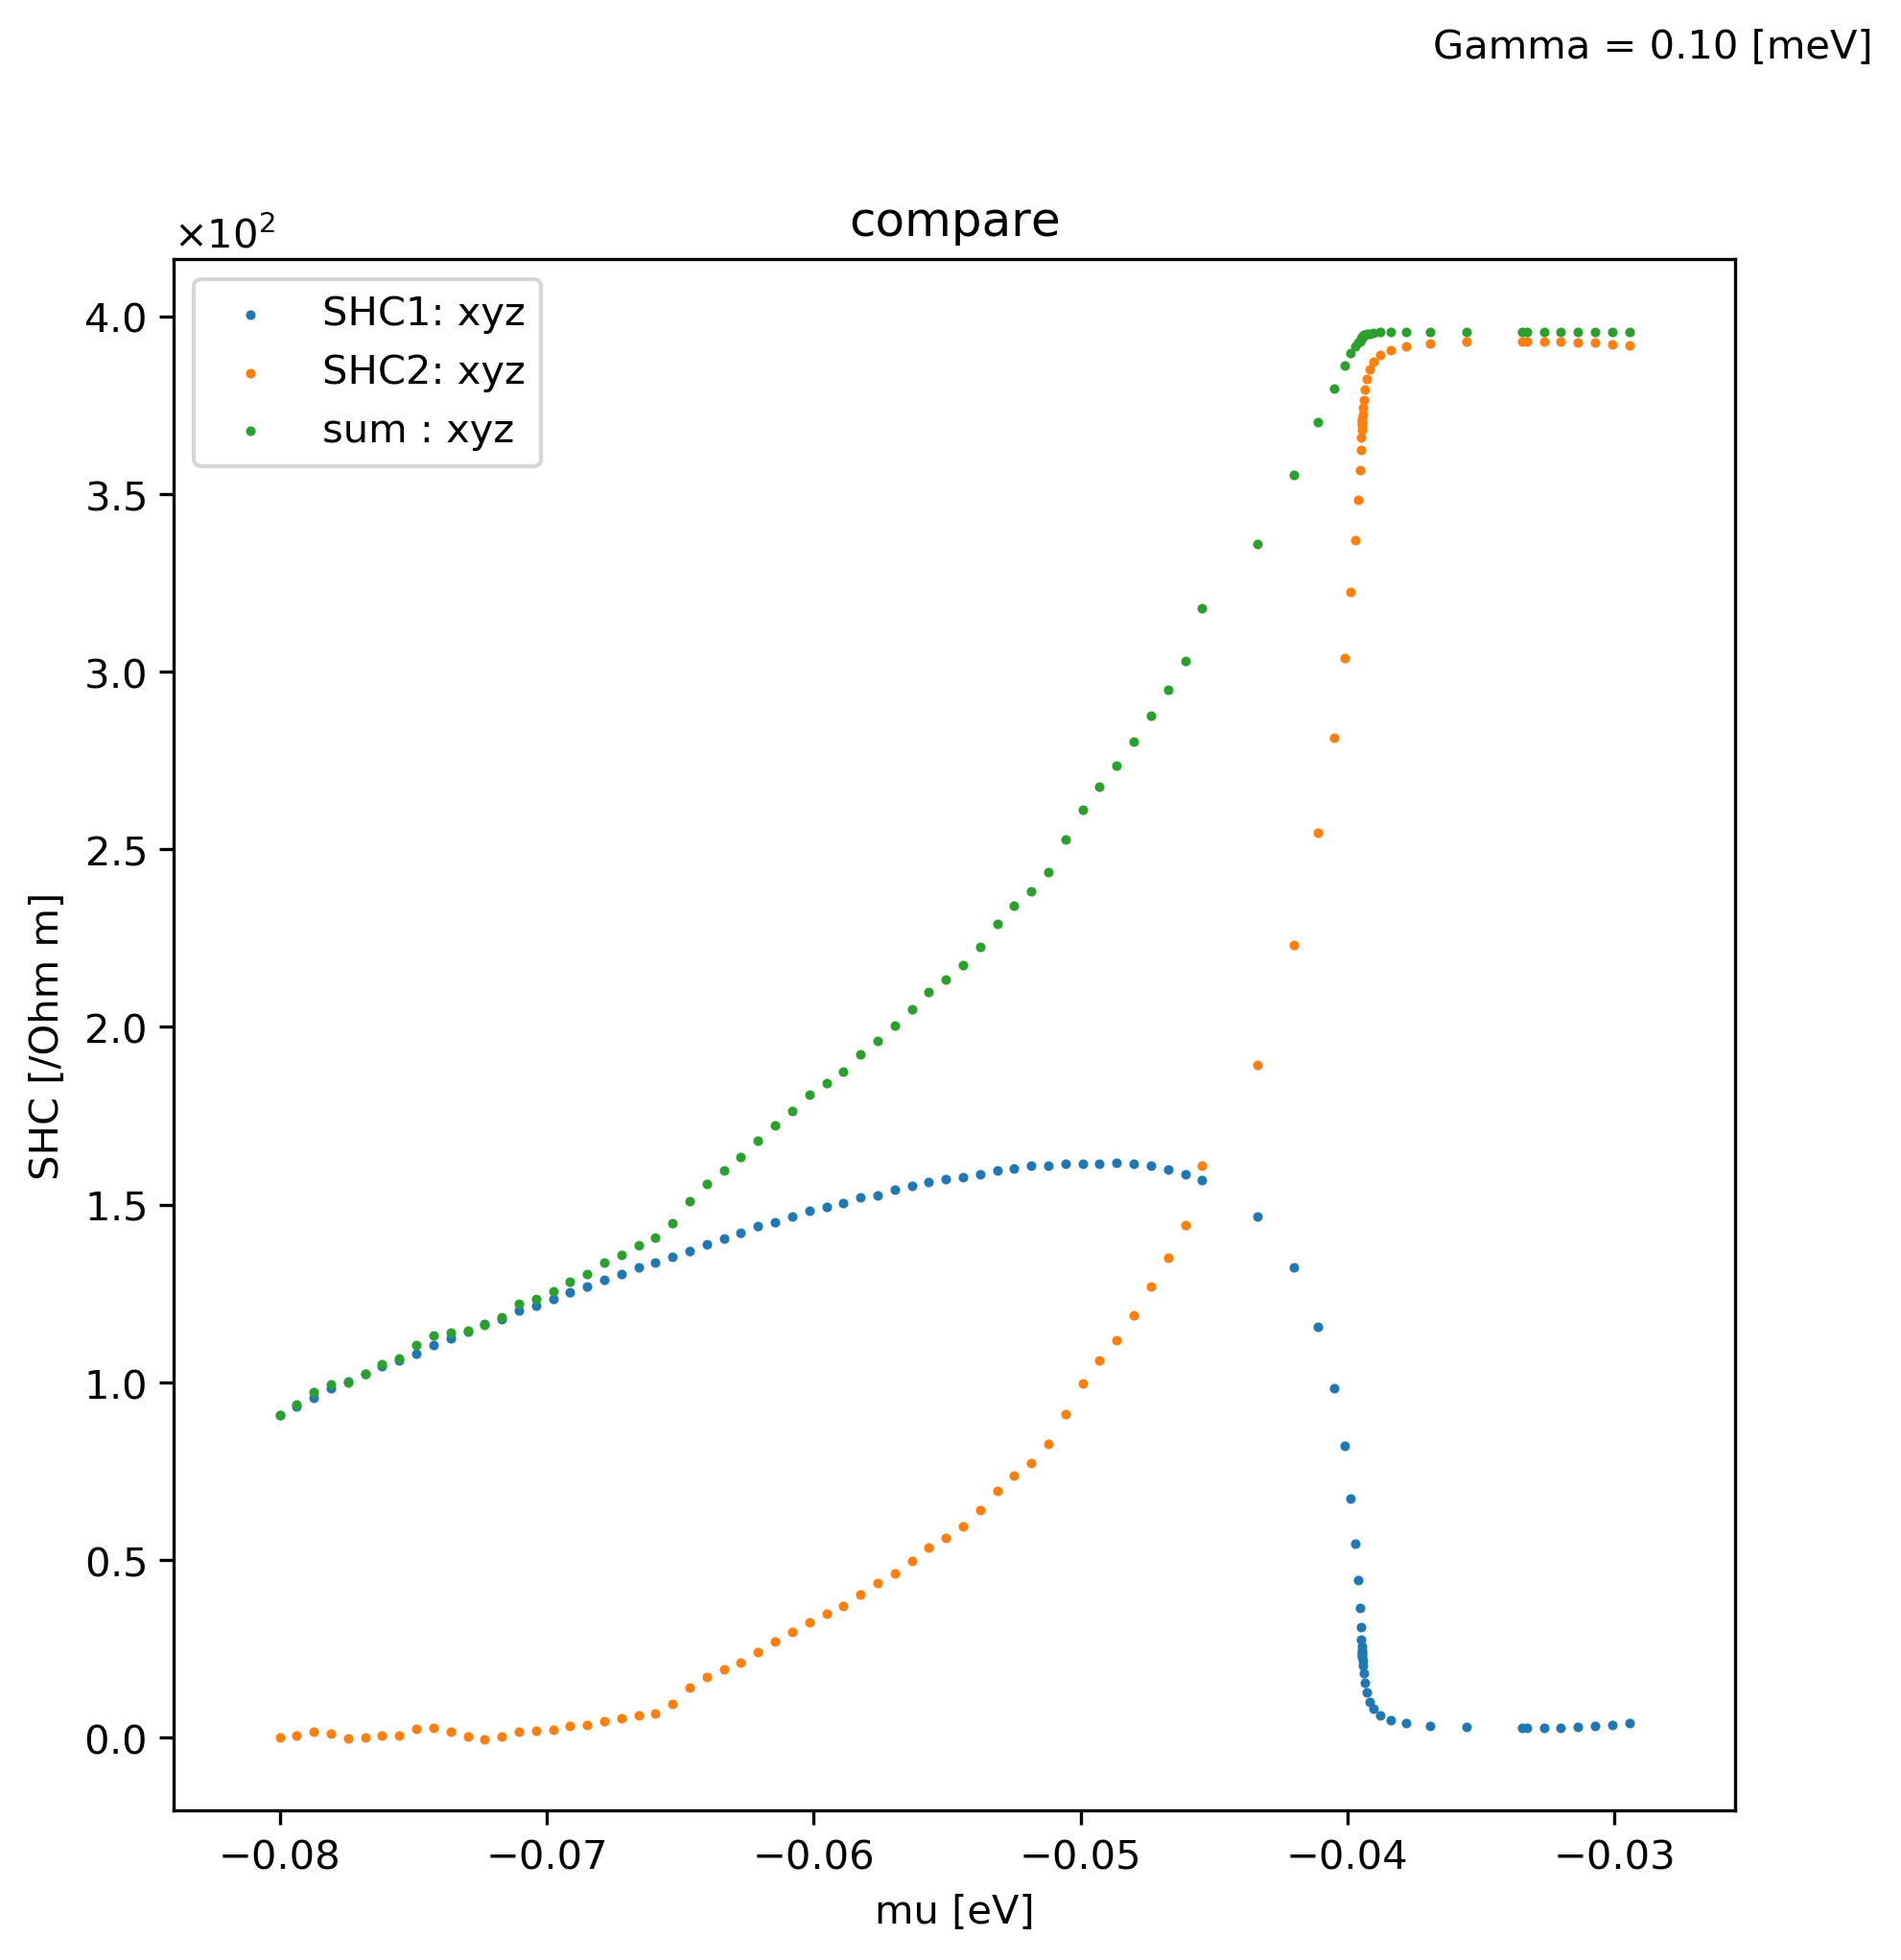 Gamma = 0.10 [meV]
compare
×10²
SHC1: xyz
SHC2: xyz
sum : xyz
4.0
3.5
3.0
2.5
2.0
1.5
1.0
0.5
0.0
SHC [/Ohm m]
−0.08 −0.07 −0.06 −0.05 −0.04 −0.03
mu [eV]